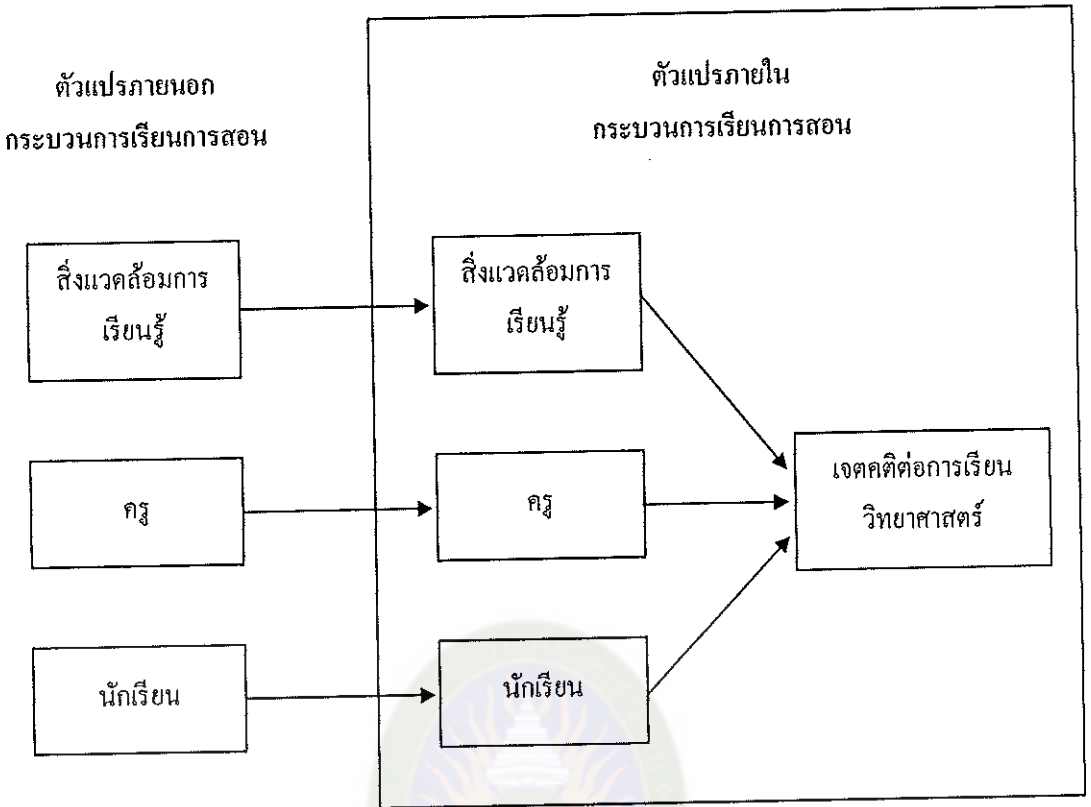 ตัวแปรภายนอก
กระบวนการเรียนการสอน
ตัวแปรภายใน
กระบวนการเรียนการสอน
สิ่งแวดล้อมการ
เรียนรู้
สิ่งแวดล้อมการ
เรียนรู้
ครู
ครู
เจตคติต่อการเรียน
วิทยาศาสตร์
นักเรียน
นักเรียน